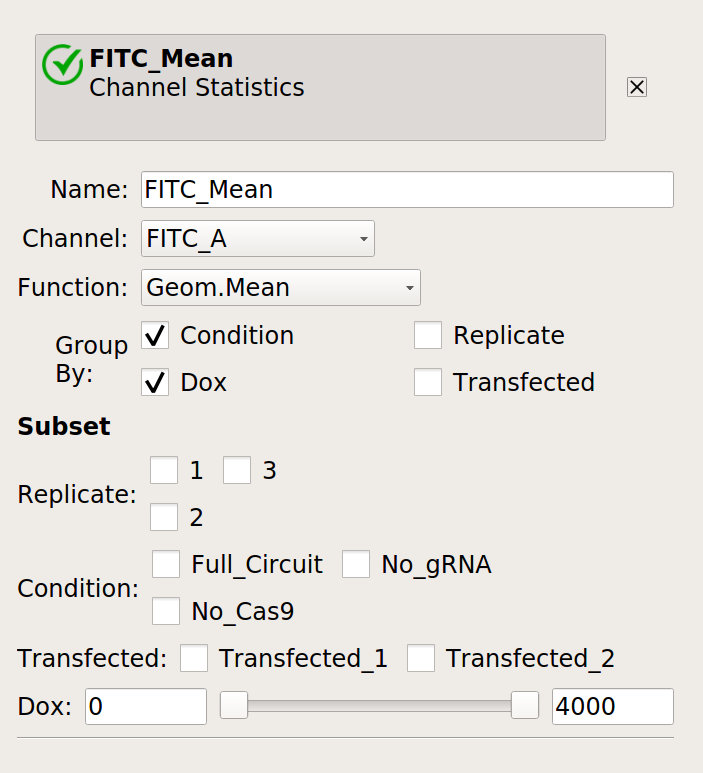 FITC_Mean
Channel Statistics
Name: FITC_Mean
Channel: FITC_A
Function: Geom.Mean
Group By:
Condition Replicate
Dox Transfected
Subset
Replicate:
1 3
2
Condition:
Full_Circuit No_gRNA
No_Cas9
Transfected: Transfected_1 Transfected_2
Dox: 0 4000